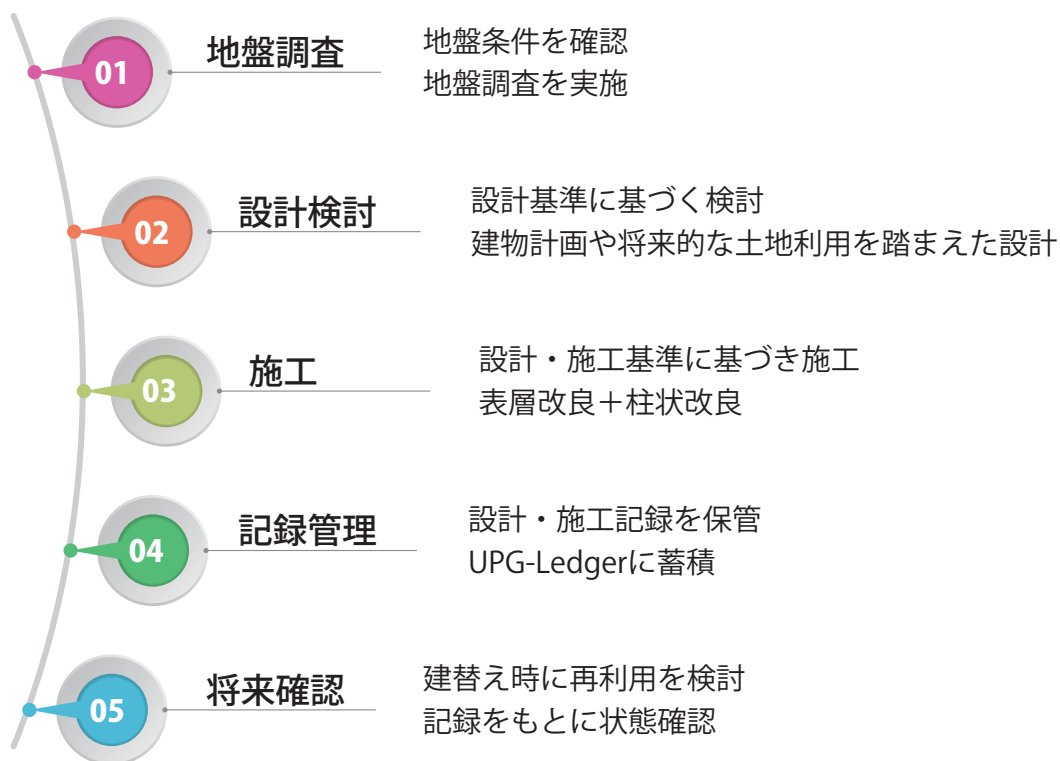 01
地盤調査
地盤条件を確認
地盤調査を実施
02
設計検討
設計基準に基づく検討
建物計画や将来的な土地利用を踏まえた設計
03
施工
設計・施工基準に基づき施工
表層改良＋柱状改良
04
記録管理
設計・施工記録を保管
UPG-Ledgerに蓄積
05
将来確認
建替え時に再利用を検討
記録をもとに状態確認